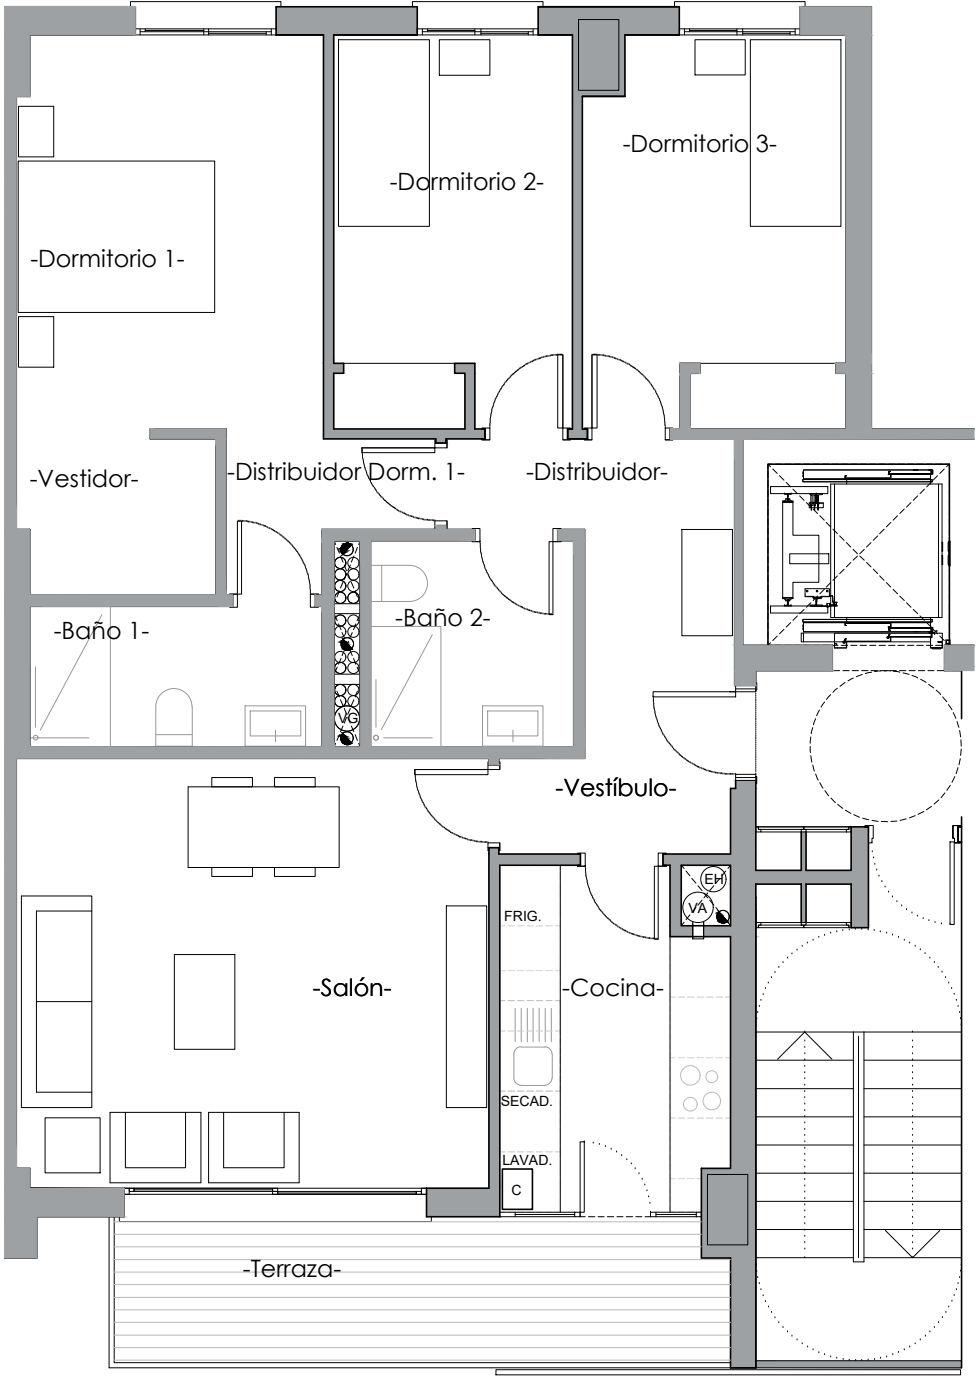 -Dormitorio 3-
-Dormitorio 2-
-Dormitorio 1-
-Vestidor-
-Distribuidor Dorm. 1-
-Distribuidor-
-Baño 1-
-Baño 2-
VG
-Vestíbulo-
EH
VA
FRIG.
-Salón-
-Cocina-
SECAD.
LAVAD.
C
-Terraza-